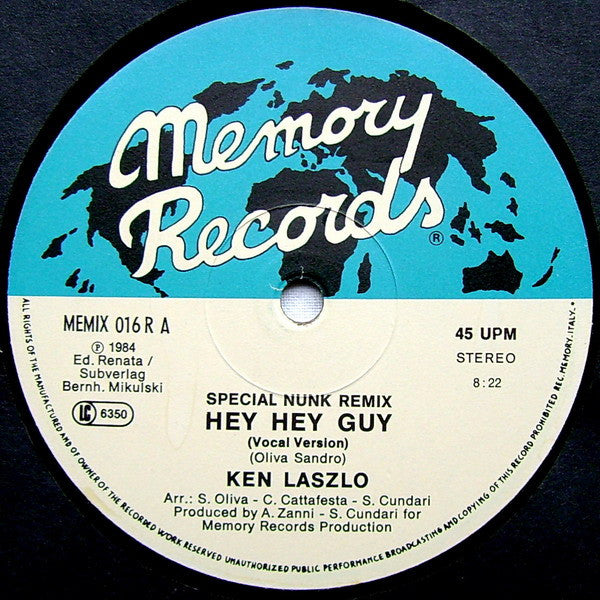 Memory
Records®
MEMIX 016 R A
℗ 1984
Ed. Renata /
Subverlag
Bernh. Mikulski
LC 6350
45 UPM
STEREO
8:22
SPECIAL NUNK REMIX
HEY HEY GUY
(Vocal Version)
(Oliva Sandro)
KEN LASZLO
Arr.: S. Oliva - C. Cattafesta - S. Cundari
Produced by A. Zanni - S. Cundari for
Memory Records Production
ALL RIGHTS OF THE MANUFACTURED AND OF OWNER OF THE RECORDED WORK RESERVED UNAUTHORIZED PUBLIC PERFORMANCE BROADCASTING AND COPYING OF THIS RECORD PROHIBITED REC. MEMORY. ITALY. •